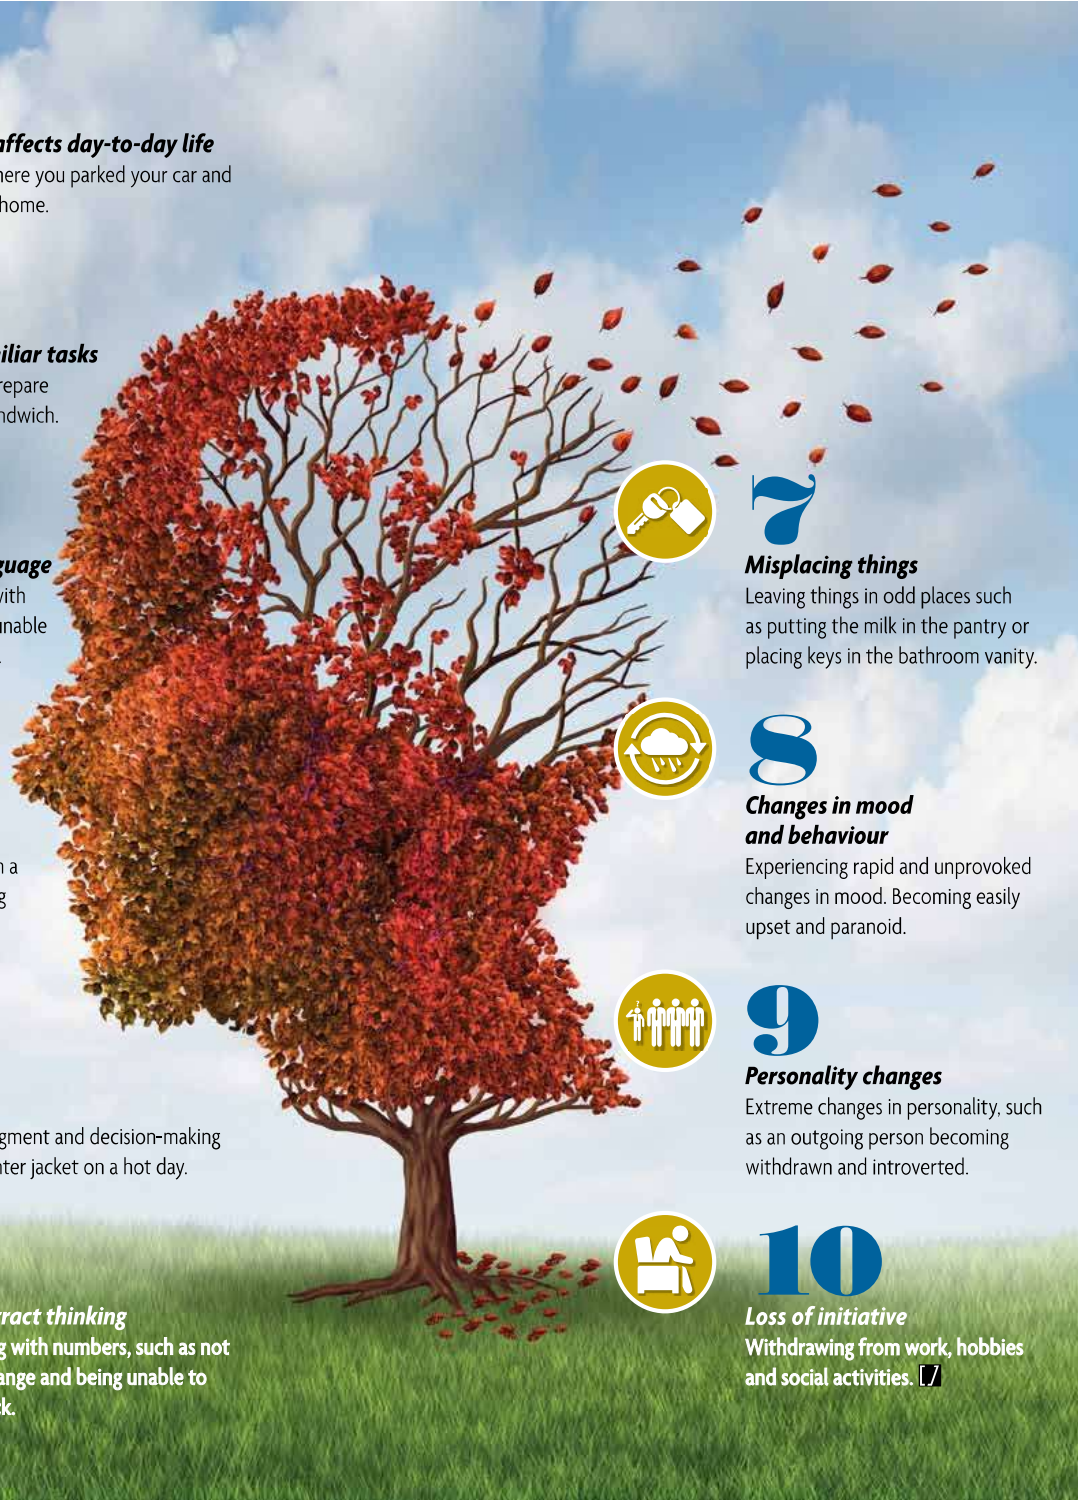 affects day-to-day life
here you parked your car and
home.
iliar tasks
repare
ndwich.
guage
with
unable
n a
g
gment and decision-making
nter jacket on a hot day.
ract thinking
g with numbers, such as not
ange and being unable to
ck.
7
Misplacing things
Leaving things in odd places such
as putting the milk in the pantry or
placing keys in the bathroom vanity.
8
Changes in mood
and behaviour
Experiencing rapid and unprovoked
changes in mood. Becoming easily
upset and paranoid.
9
Personality changes
Extreme changes in personality, such
as an outgoing person becoming
withdrawn and introverted.
10
Loss of initiative
Withdrawing from work, hobbies
and social activities.